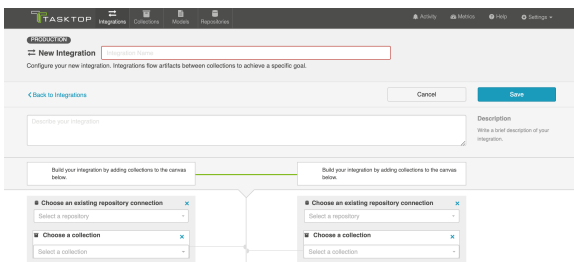 TASKTOP
Integrations
Collections
Models
Repositories
Activity
Metrics
Help
Settings
PRODUCTION
New Integration
Integration Name
Configure your new integration. Integrations flow artifacts between collections to achieve a specific goal.
Back to Integrations
Cancel
Save
Describe your integration
Description
Write a brief description of your
integration.
Build your integration by adding collections to the canvas
below.
Build your integration by adding collections to the canvas
below.
Choose an existing repository connection
Select a repository
Choose a collection
Select a collection
Choose an existing repository connection
Select a repository
Choose a collection
Select a collection